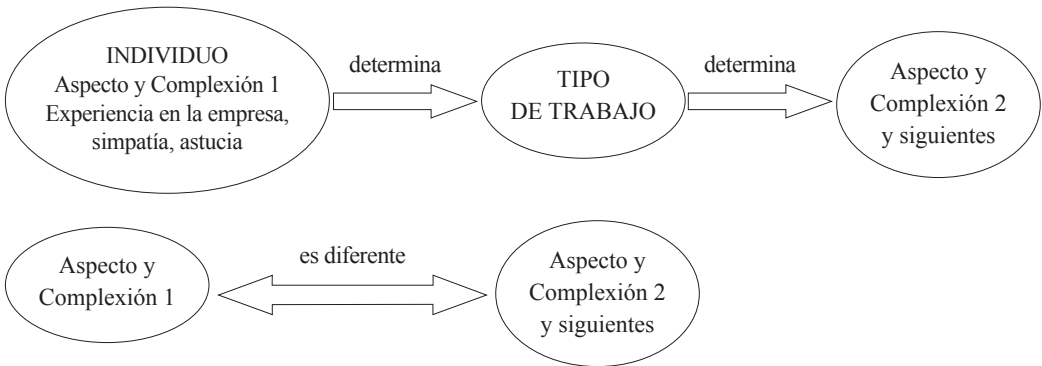 INDIVIDUO
Aspecto y Complexión 1
Experiencia en la empresa,
simpatía, astucia
determina
TIPO
DE TRABAJO
determina
Aspecto y
Complexión 2
y siguientes
Aspecto y
Complexión 1
es diferente
Aspecto y
Complexión 2
y siguientes